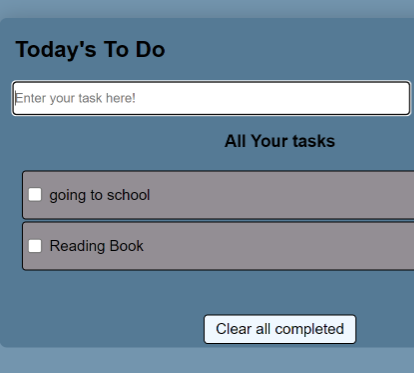 Today's To Do
Enter your task here!
All Your tasks
going to school
Reading Book
Clear all completed